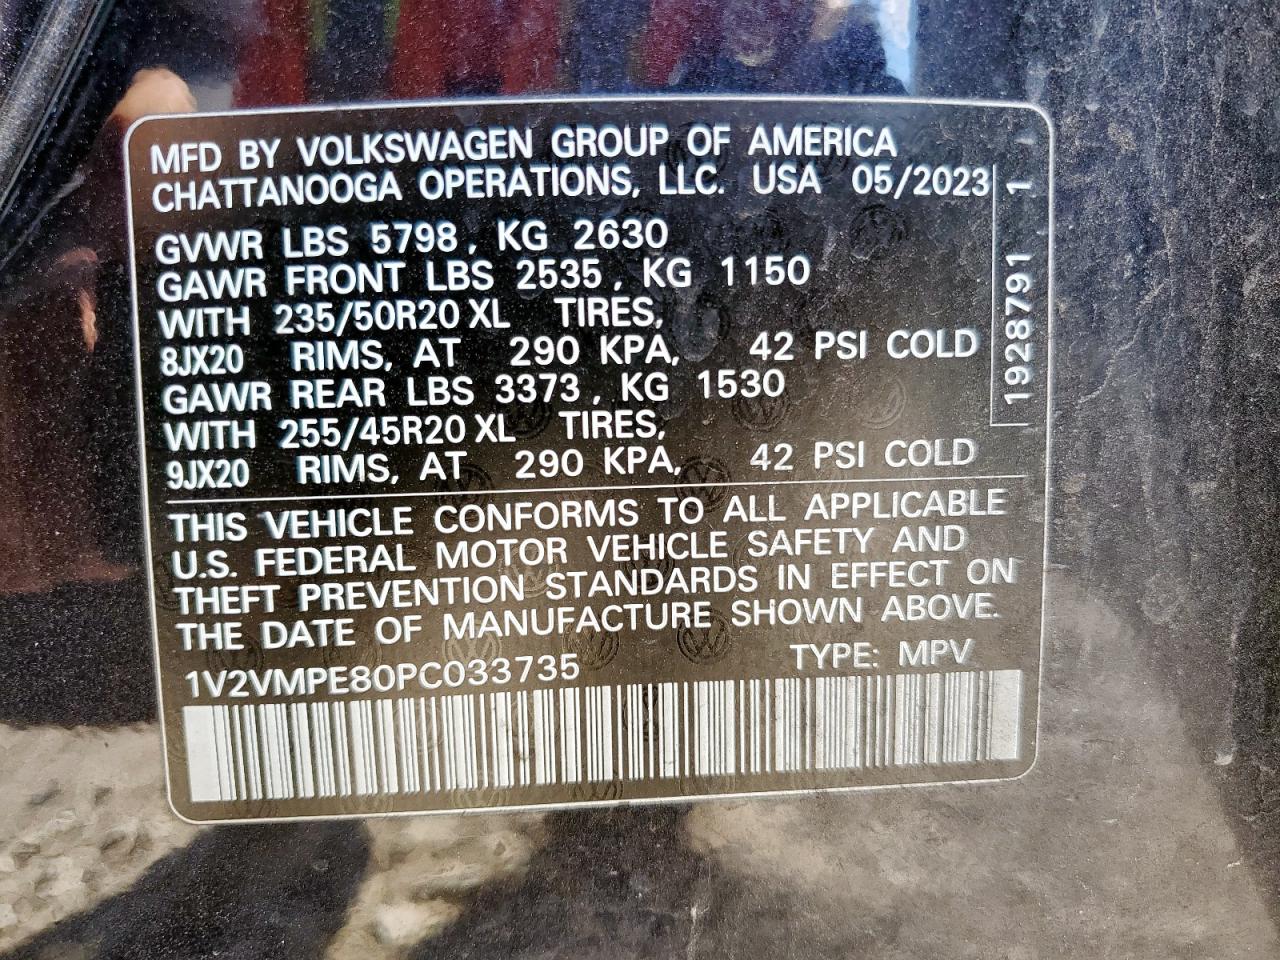 MFD BY VOLKSWAGEN GROUP OF AMERICA
CHATTANOOGA OPERATIONS, LLC. USA 05/2023
GVWR LBS 5798, KG 2630
GAWR FRONT LBS 2535, KG 1150
WITH 235/50R20 XL TIRES,
8JX20 RIMS, AT 290 KPA, 42 PSI COLD
GAWR REAR LBS 3373, KG 1530
WITH 255/45R20 XL TIRES,
9JX20 RIMS, AT 290 KPA, 42 PSI COLD
1928791 1
THIS VEHICLE CONFORMS TO ALL APPLICABLE
U.S. FEDERAL MOTOR VEHICLE SAFETY AND
THEFT PREVENTION STANDARDS IN EFFECT ON
THE DATE OF MANUFACTURE SHOWN ABOVE.
1V2VMPE80PC033735 TYPE: MPV